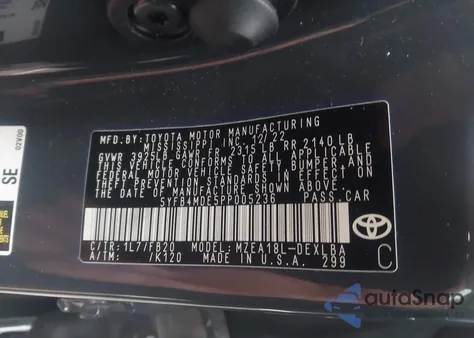 MFD.BY:TOYOTA MOTOR MANUFACTURING
MISSISSIPPI, INC. 12/22
GVWR 3925LB GAWR FR 2315LB RR 2140LB
THIS VEHICLE CONFORMS TO ALL APPLICABLE
FEDERAL MOTOR VEHICLE SAFETY, BUMPER, AND
THEFT PREVENTION STANDARDS IN EFFECT ON
THE DATE OF MANUFACTURE SHOWN ABOVE.
5YFB4MDE5PP005236 PASS.CAR
C/TR:1L7/FB20 MODEL:MZEA18L-DEXLBA
A/TM: /K120 MADE IN U.S.A. 299
TOYOTA
C
02V00
SE
autoSnap